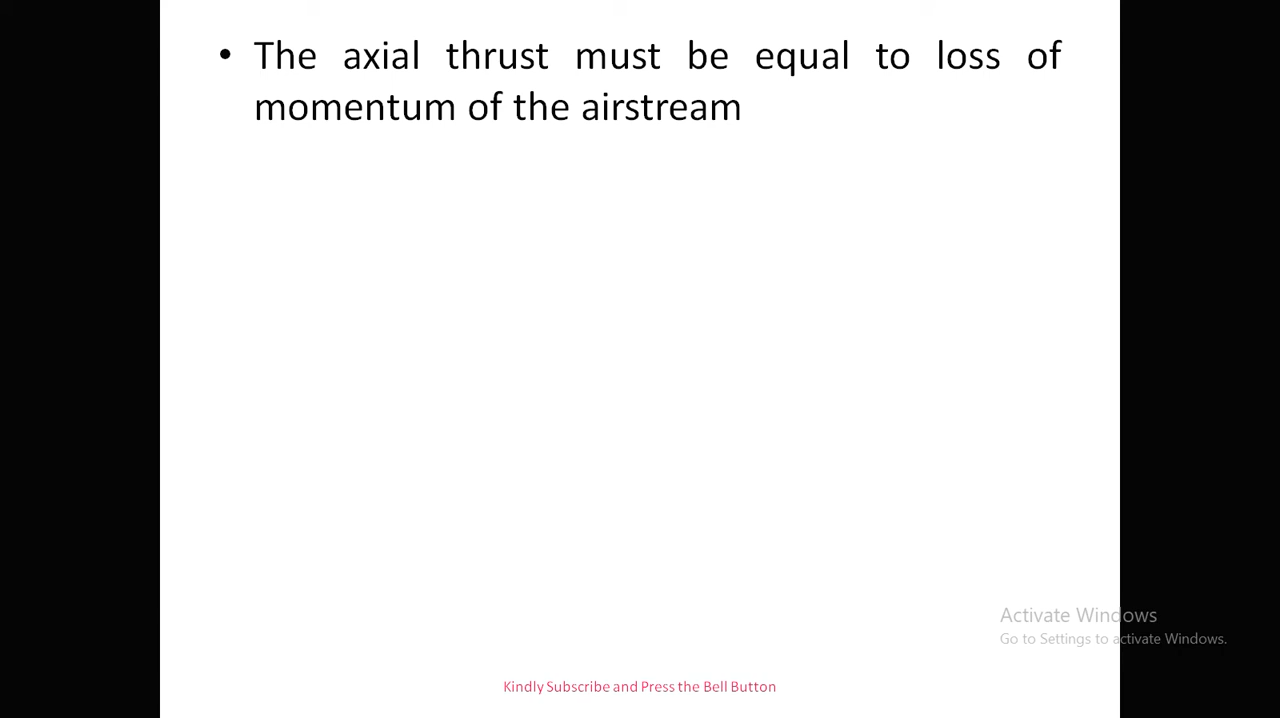 • The axial thrust must be equal to loss of
momentum of the airstream
Activate Windows
Go to Settings to activate Windows.
Kindly Subscribe and Press the Bell Button